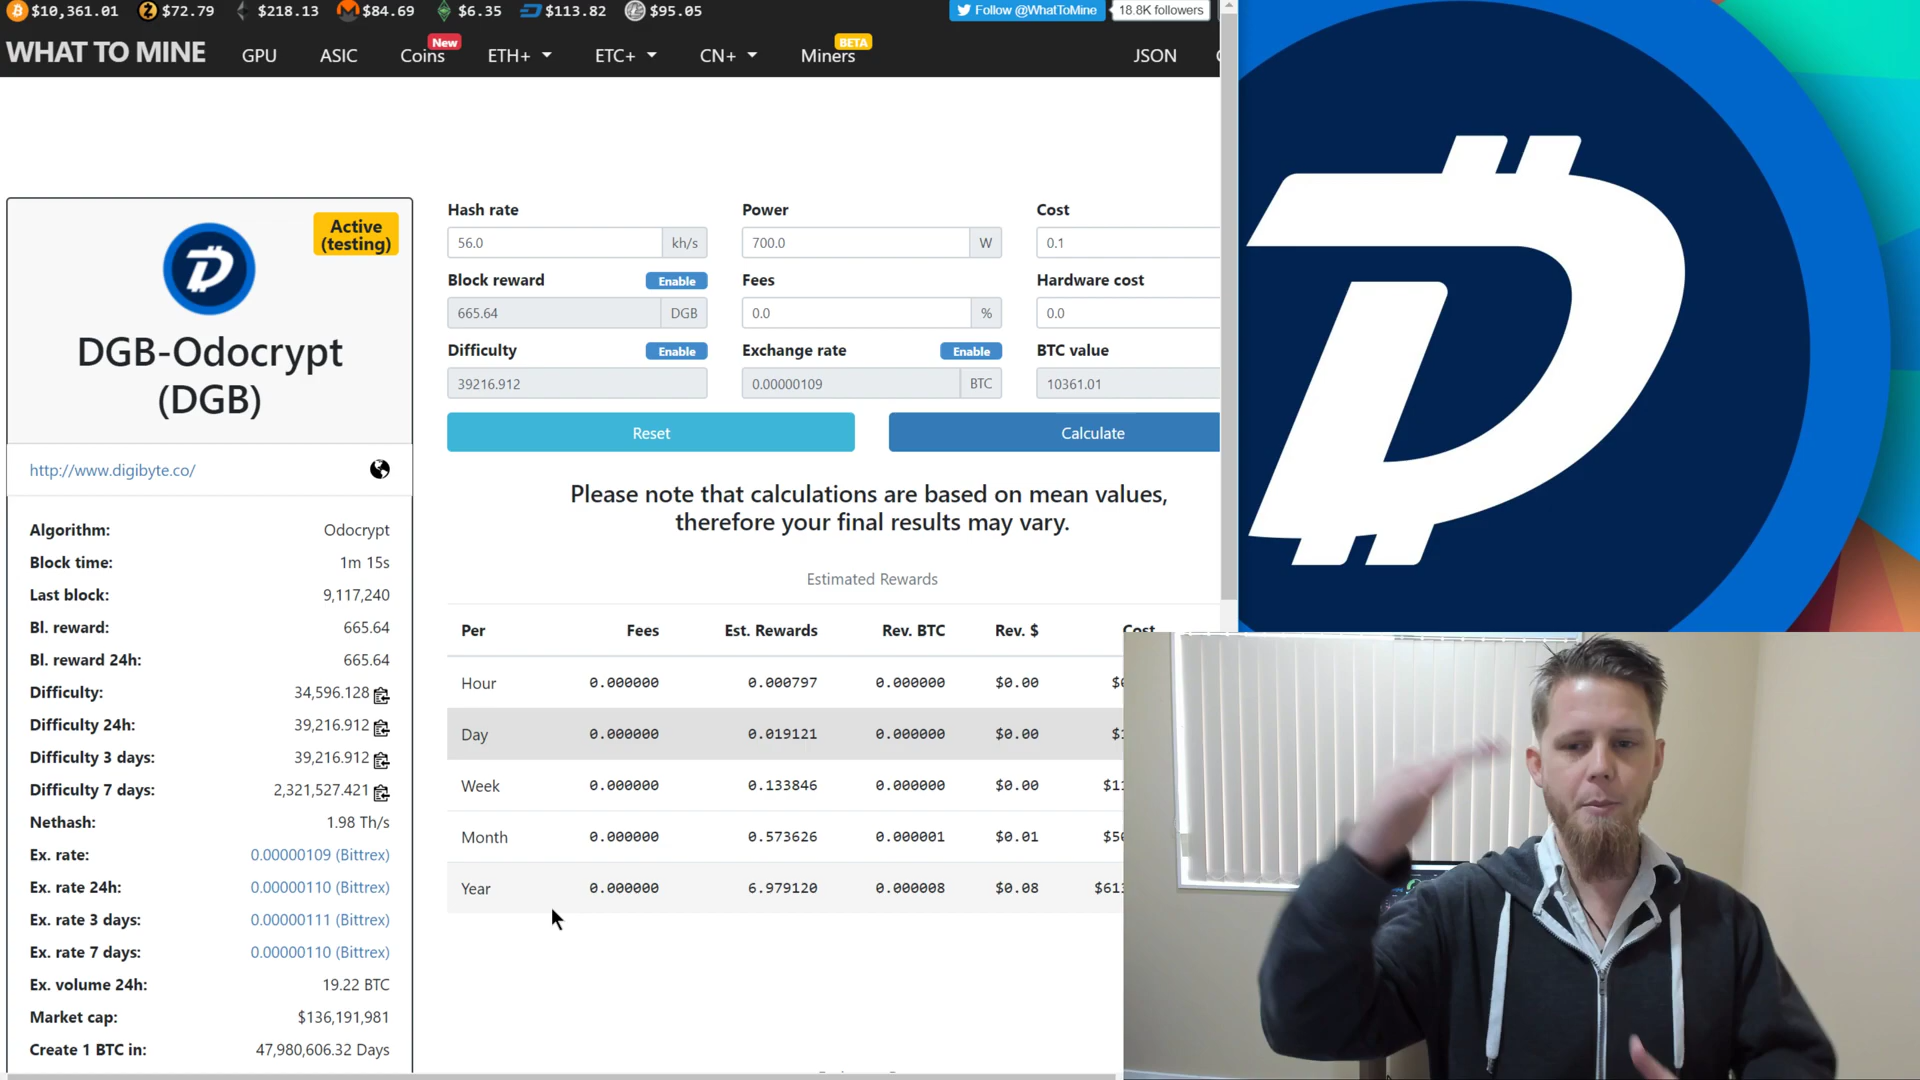 $10,361.01 $72.79 $218.13 $84.69 $6.35 $113.82 $95.05 Follow @WhatToMine 18.8K followers
WHAT TO MINE GPU ASIC Coins New ETH+ ETC+ CN+ Miners BETA JSON
Active
(testing)
DGB-Odocrypt
(DGB)
http://www.digibyte.co/
Algorithm: Odocrypt
Block time: 1m 15s
Last block: 9,117,240
Bl. reward: 665.64
Bl. reward 24h: 665.64
Difficulty: 34,596.128
Difficulty 24h: 39,216.912
Difficulty 3 days: 39,216.912
Difficulty 7 days: 2,321,527.421
Nethash: 1.98 Th/s
Ex. rate: 0.00000109 (Bittrex)
Ex. rate 24h: 0.00000110 (Bittrex)
Ex. rate 3 days: 0.00000111 (Bittrex)
Ex. rate 7 days: 0.00000110 (Bittrex)
Ex. volume 24h: 19.22 BTC
Market cap: $136,191,981
Create 1 BTC in: 47,980,606.32 Days
Hash rate Power Cost
56.0 kh/s 700.0 W 0.1
Block reward Enable Fees Hardware cost
665.64 DGB 0.0 % 0.0
Difficulty Enable Exchange rate Enable BTC value
39216.912 0.00000109 BTC 10361.01
Reset Calculate
Please note that calculations are based on mean values,
therefore your final results may vary.
Estimated Rewards
Per Fees Est. Rewards Rev. BTC Rev. $ Cost
Hour 0.000000 0.000797 0.000000 $0.00
Day 0.000000 0.019121 0.000000 $0.00
Week 0.000000 0.133846 0.000000 $0.00
Month 0.000000 0.573626 0.000001 $0.01
Year 0.000000 6.979120 0.000008 $0.08